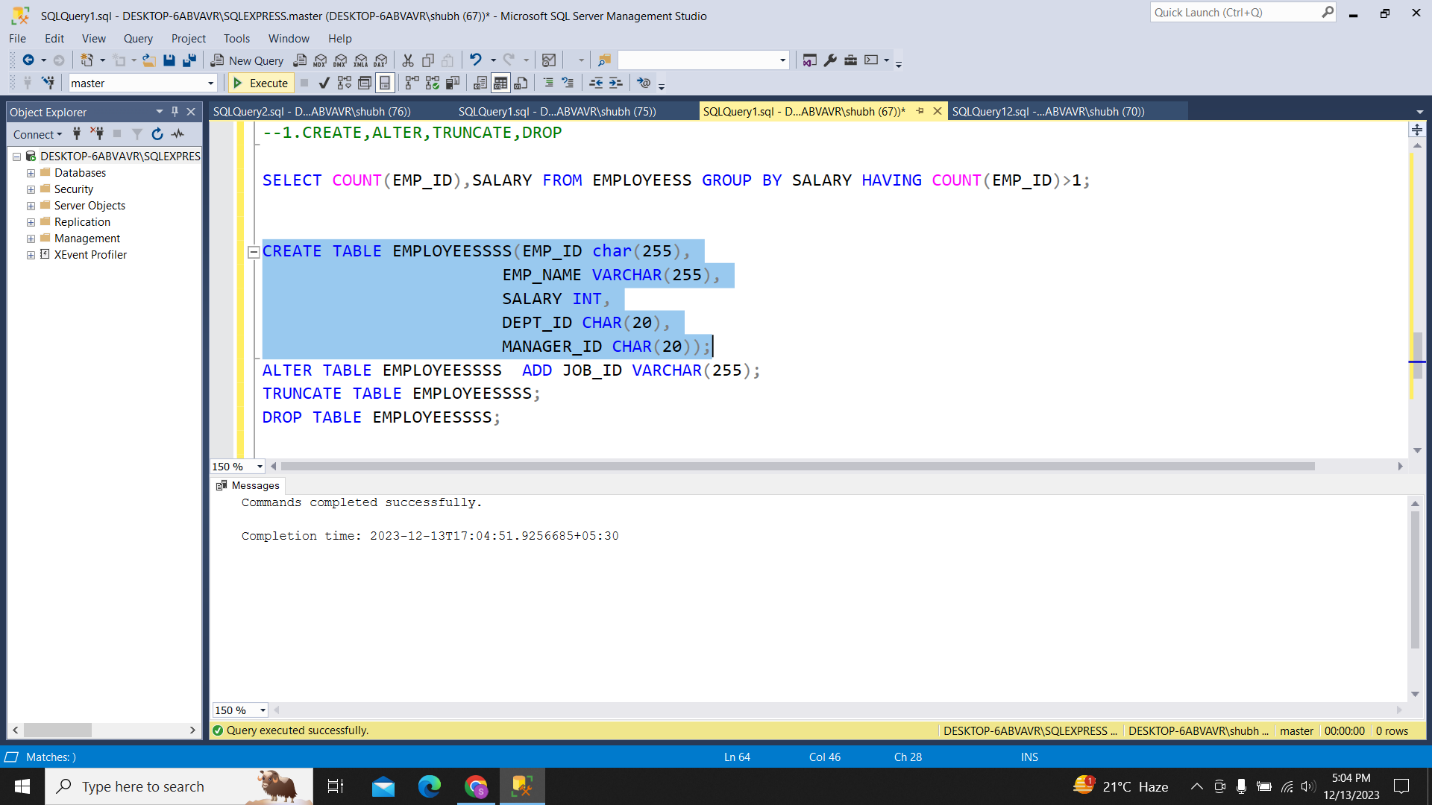 SQLQuery1.sql - DESKTOP-6ABVAVR\SQLEXPRESS.master (DESKTOP-6ABVAVR\shubh (67))* - Microsoft SQL Server Management Studio
Quick Launch (Ctrl+Q)
File Edit View Query Project Tools Window Help
New Query MDX DMX XMLA DAX
master Execute
Object Explorer
SQLQuery2.sql - D...ABVAVR\shubh (76)) SQLQuery1.sql - D...ABVAVR\shubh (75)) SQLQuery1.sql - D...ABVAVR\shubh (67))* SQLQuery12.sql -...ABVAVR\shubh (70))
Connect
DESKTOP-6ABVAVR\SQLEXPRES
Databases
Security
Server Objects
Replication
Management
XEvent Profiler
--1.CREATE,ALTER,TRUNCATE,DROP
SELECT COUNT(EMP_ID),SALARY FROM EMPLOYEESS GROUP BY SALARY HAVING COUNT(EMP_ID)>1;
CREATE TABLE EMPLOYEESSSS(EMP_ID char(255),
EMP_NAME VARCHAR(255),
SALARY INT,
DEPT_ID CHAR(20),
MANAGER_ID CHAR(20));
ALTER TABLE EMPLOYEESSSS  ADD JOB_ID VARCHAR(255);
TRUNCATE TABLE EMPLOYEESSSS;
DROP TABLE EMPLOYEESSSS;
150 %
Messages
Commands completed successfully.
Completion time: 2023-12-13T17:04:51.9256685+05:30
150 %
Query executed successfully. DESKTOP-6ABVAVR\SQLEXPRESS ... DESKTOP-6ABVAVR\shubh ... master 00:00:00 0 rows
Matches: ) Ln 64 Col 46 Ch 28 INS
Type here to search
S
1 21°C Haze
5:04 PM
12/13/2023